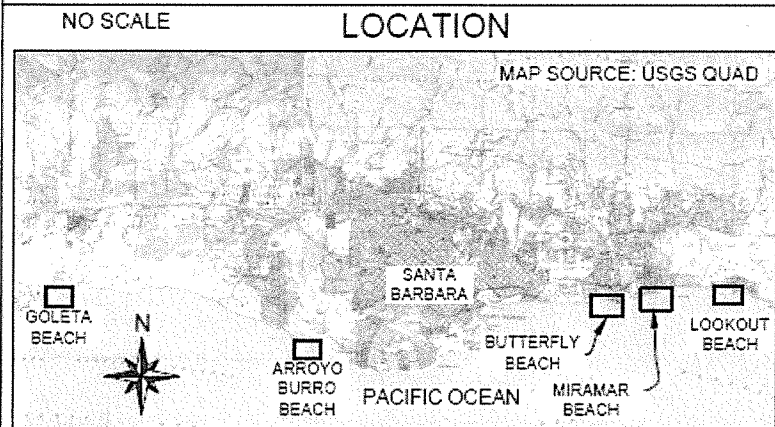 NO SCALE
LOCATION
MAP SOURCE: USGS QUAD
SANTA
BARBARA
GOLETA
BEACH
N
ARROYO
BURRO
BEACH
PACIFIC OCEAN
BUTTERFLY
BEACH
MIRAMAR
BEACH
LOOKOUT
BEACH